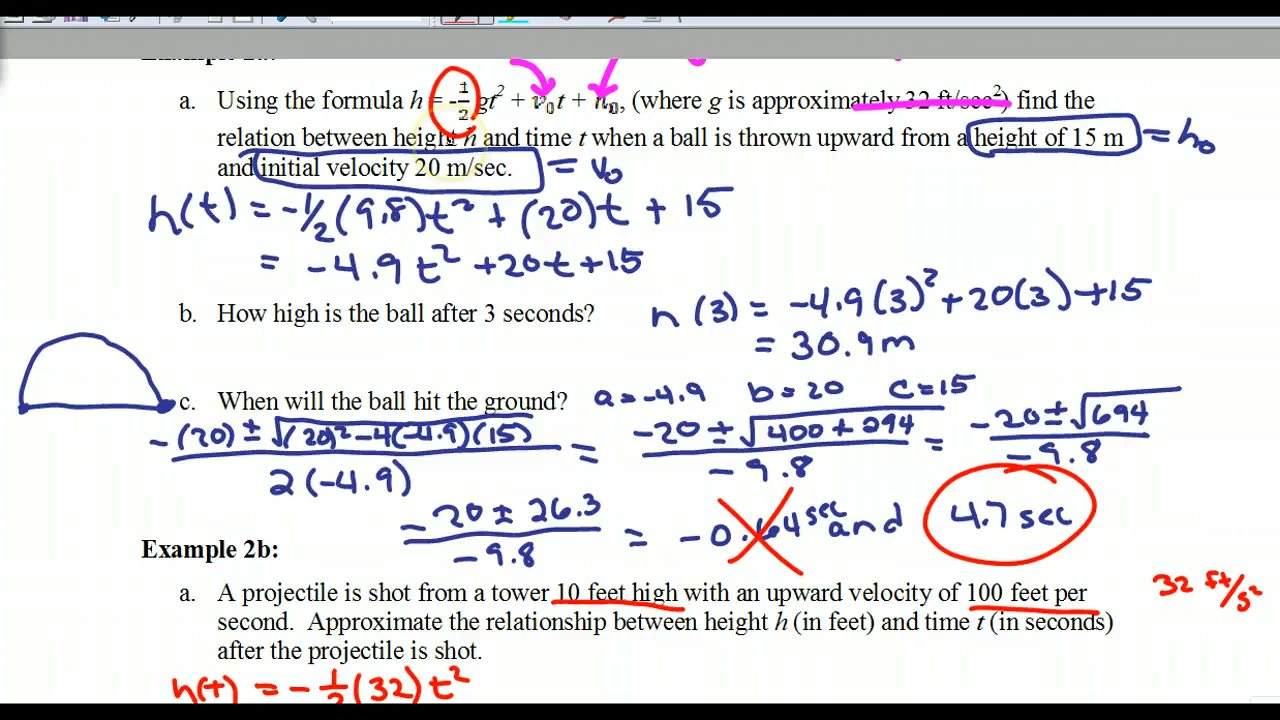 a. Using the formula h = -1/2 gt² + v₀t + h₀, (where g is approximately 32 ft/sec²) find the
relation between height h and time t when a ball is thrown upward from a height of 15 m = h₀
and initial velocity 20 m/sec. = v₀
h(t) = -1/2 (9.8)t² + (20)t + 15
= -4.9t² + 20t + 15
b. How high is the ball after 3 seconds? h(3) = -4.9(3)² + 20(3) + 15
= 30.9m
c. When will the ball hit the ground? a = -4.9 b = 20 c = 15
-(20) ± √(20)² - 4(-4.9)(15) / 2(-4.9) = -20 ± √400 + 294 / -9.8 = -20 ± √694 / -9.8
-20 ± 26.3 / -9.8 = -0.64 sec and 4.7 sec
Example 2b:
a. A projectile is shot from a tower 10 feet high with an upward velocity of 100 feet per
32 ft/s²
second. Approximate the relationship between height h (in feet) and time t (in seconds)
after the projectile is shot.
h(t) = -1/2 (32)t²